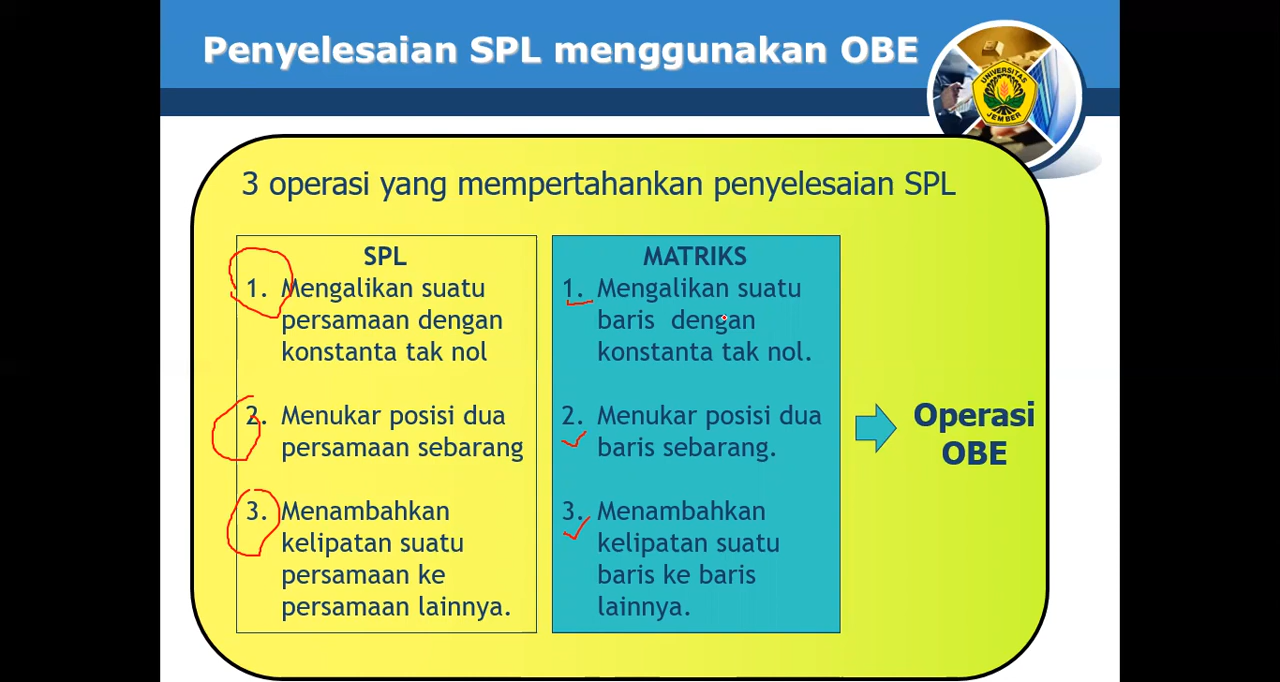 Penyelesaian SPL menggunakan OBE
UNIVERSITAS
JEMBER
3 operasi yang mempertahankan penyelesaian SPL
SPL
1. Mengalikan suatu
persamaan dengan
konstanta tak nol
2. Menukar posisi dua
persamaan sebarang
3. Menambahkan
kelipatan suatu
persamaan ke
persamaan lainnya.
MATRIKS
1. Mengalikan suatu
baris dengan
konstanta tak nol.
2. Menukar posisi dua
baris sebarang.
3. Menambahkan
kelipatan suatu
baris ke baris
lainnya.
Operasi
OBE